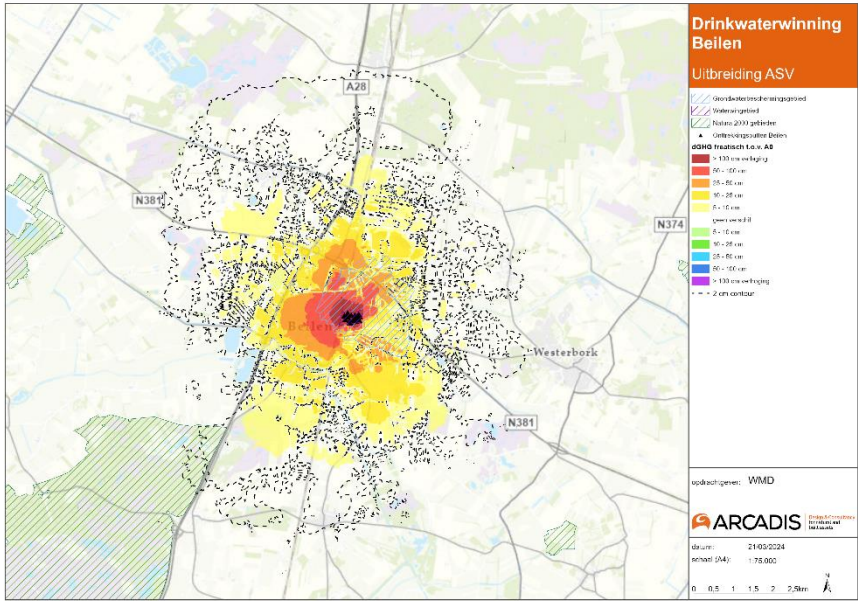 Drinkwaterwinning
Beilen
Uitbreiding ASV
Grondwaterbeschermingsgebied
Waterwingebied
Natura 2000 gebieden
Onttrekkingsputten Beilen
dGHG freatisch t.o.v. A0
> 100 cm verlaging
50 - 100 cm
25 - 50 cm
10 - 25 cm
5 - 10 cm
geen verschil
5 - 10 cm
10 - 25 cm
25 - 50 cm
50 - 100 cm
> 100 cm verhoging
2 cm contour
A28
N381
N374
Beilen
Westerbork
N381
opdrachtgever: WMD
ARCADIS
datum: 21/05/2024
schaal (A4): 1:75.000
N
0 0,5 1 1,5 2 2,5km